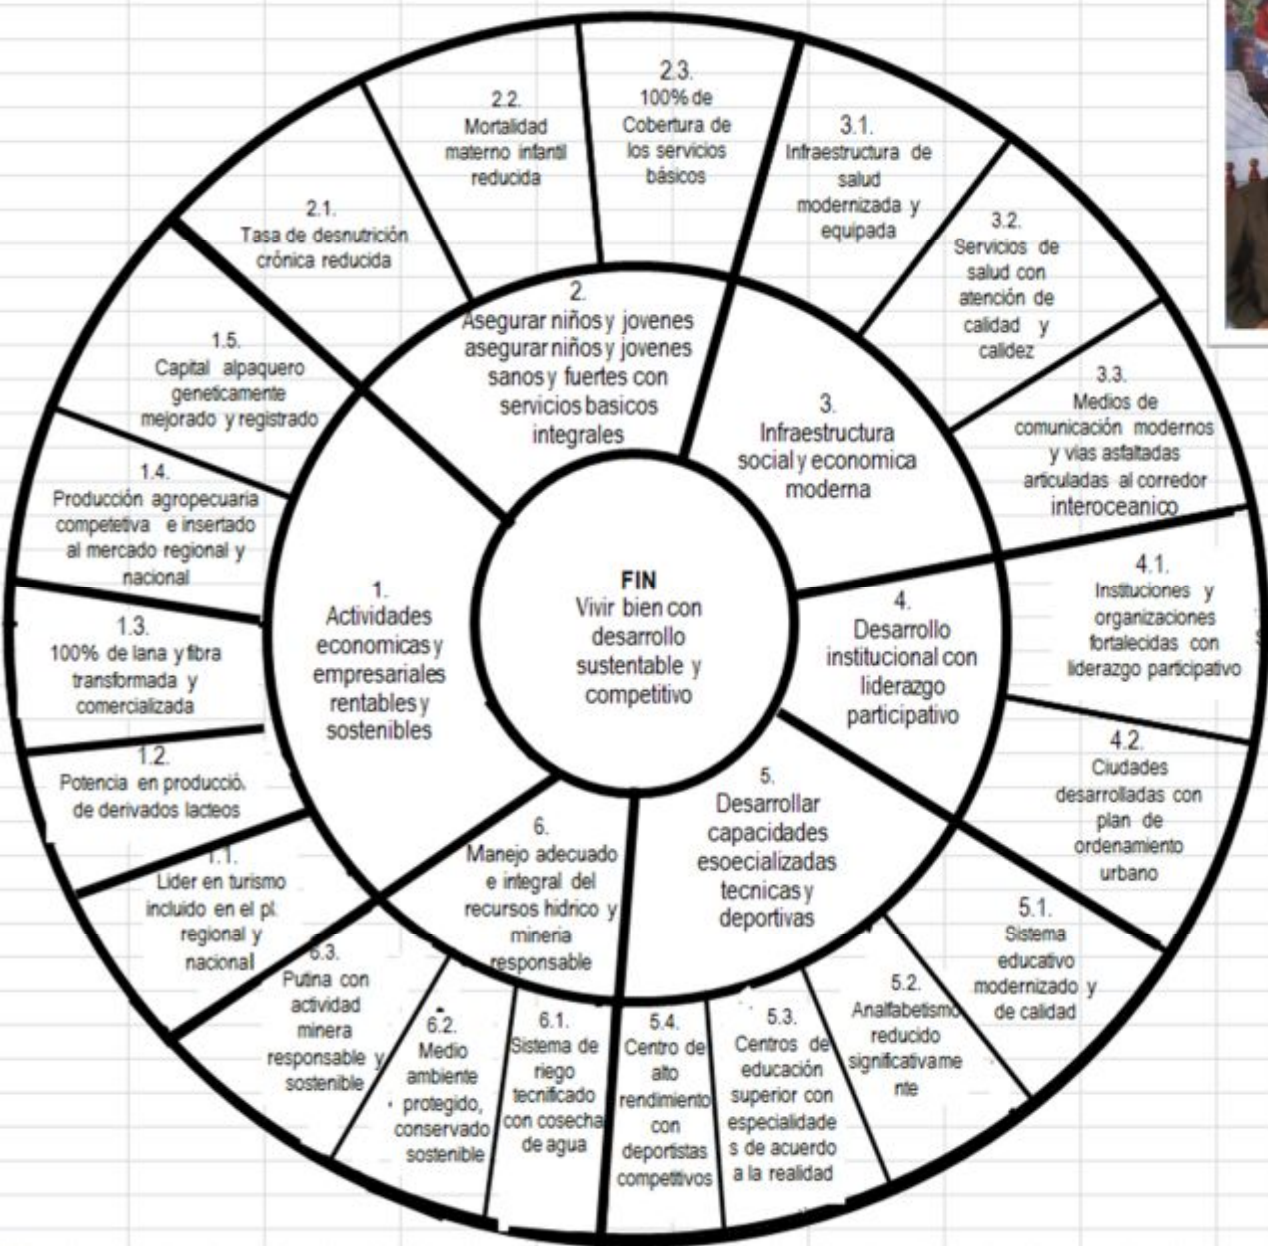 FIN
Vivir bien con
desarrollo
sustentable y
competitivo
1.
Actividades
economicas y
empresariales
rentables y
sostenibles
1.1.
Lider en turismo
incluido en el pl.
regional y
nacional
1.2.
Potencia en producció.
de derivados lacteos
1.3.
100% de lana y fibra
transformada y
comercializada
1.4.
Producción agropecuaria
competetiva e insertado
al mercado regional y
nacional
1.5.
Capital alpaquero
geneticamente
mejorado y registrado
2.
Asegurar niños y jovenes
asegurar niños y jovenes
sanos y fuertes con
servicios basicos
integrales
2.1.
Tasa de desnutrición
crónica reducida
2.2.
Mortalidad
materno infantil
reducida
2.3.
100% de
Cobertura de
los servicios
básicos
3.
Infraestructura
social y economica
moderna
3.1.
Infraestructura de
salud
modernizada y
equipada
3.2.
Servicios de
salud con
atención de
calidad y
calidez
3.3.
Medios de
comunicación modernos
y vias asfaltadas
articuladas al corredor
interoceanico
4.
Desarrollo
institucional con
liderazgo
participativo
4.1.
Instituciones y
organizaciones
fortalecidas con
liderazgo participativo
4.2.
Ciudades
desarrolladas con
plan de
ordenamiento
urbano
5.
Desarrollar
capacidades
esoecializadas
tecnicas y
deportivas
5.1.
Sistema
educativo
modernizado y
de calidad
5.2.
Analfabetismo
reducido
significativame
nte
5.3.
Centros de
educación
superior con
especialidade
s de acuerdo
a la realidad
5.4.
Centro de
alto
rendimiento
con
deportistas
competitivos
6.
Manejo adecuado
e integral del
recursos hidrico y
mineria
responsable
6.1.
Sistema de
riego
tecnificado
con cosecha
de agua
6.2.
Medio
ambiente
protegido,
conservado
sostenible
6.3.
Putina con
actividad
minera
responsable y
sostenible